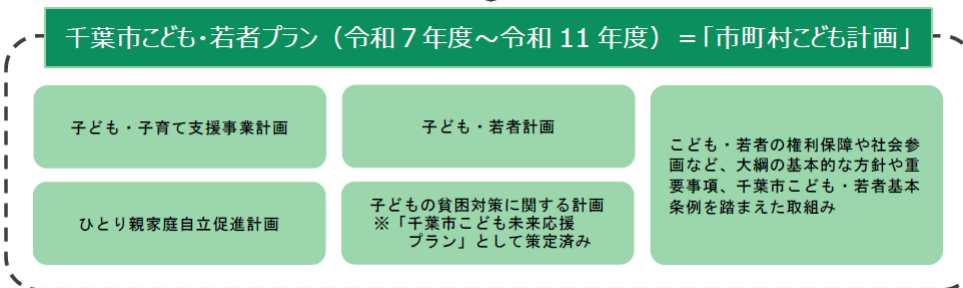 千葉市こども・若者プラン（令和７年度～令和 11 年度）＝「市町村こども計画」
子ども・子育て支援事業計画
子ども・若者計画
こども・若者の権利保障や社会参
画など、大綱の基本的な方針や重
要事項、千葉市こども・若者基本
条例を踏まえた取組み
ひとり親家庭自立促進計画
子どもの貧困対策に関する計画
※「千葉市こども未来応援
プラン」として策定済み